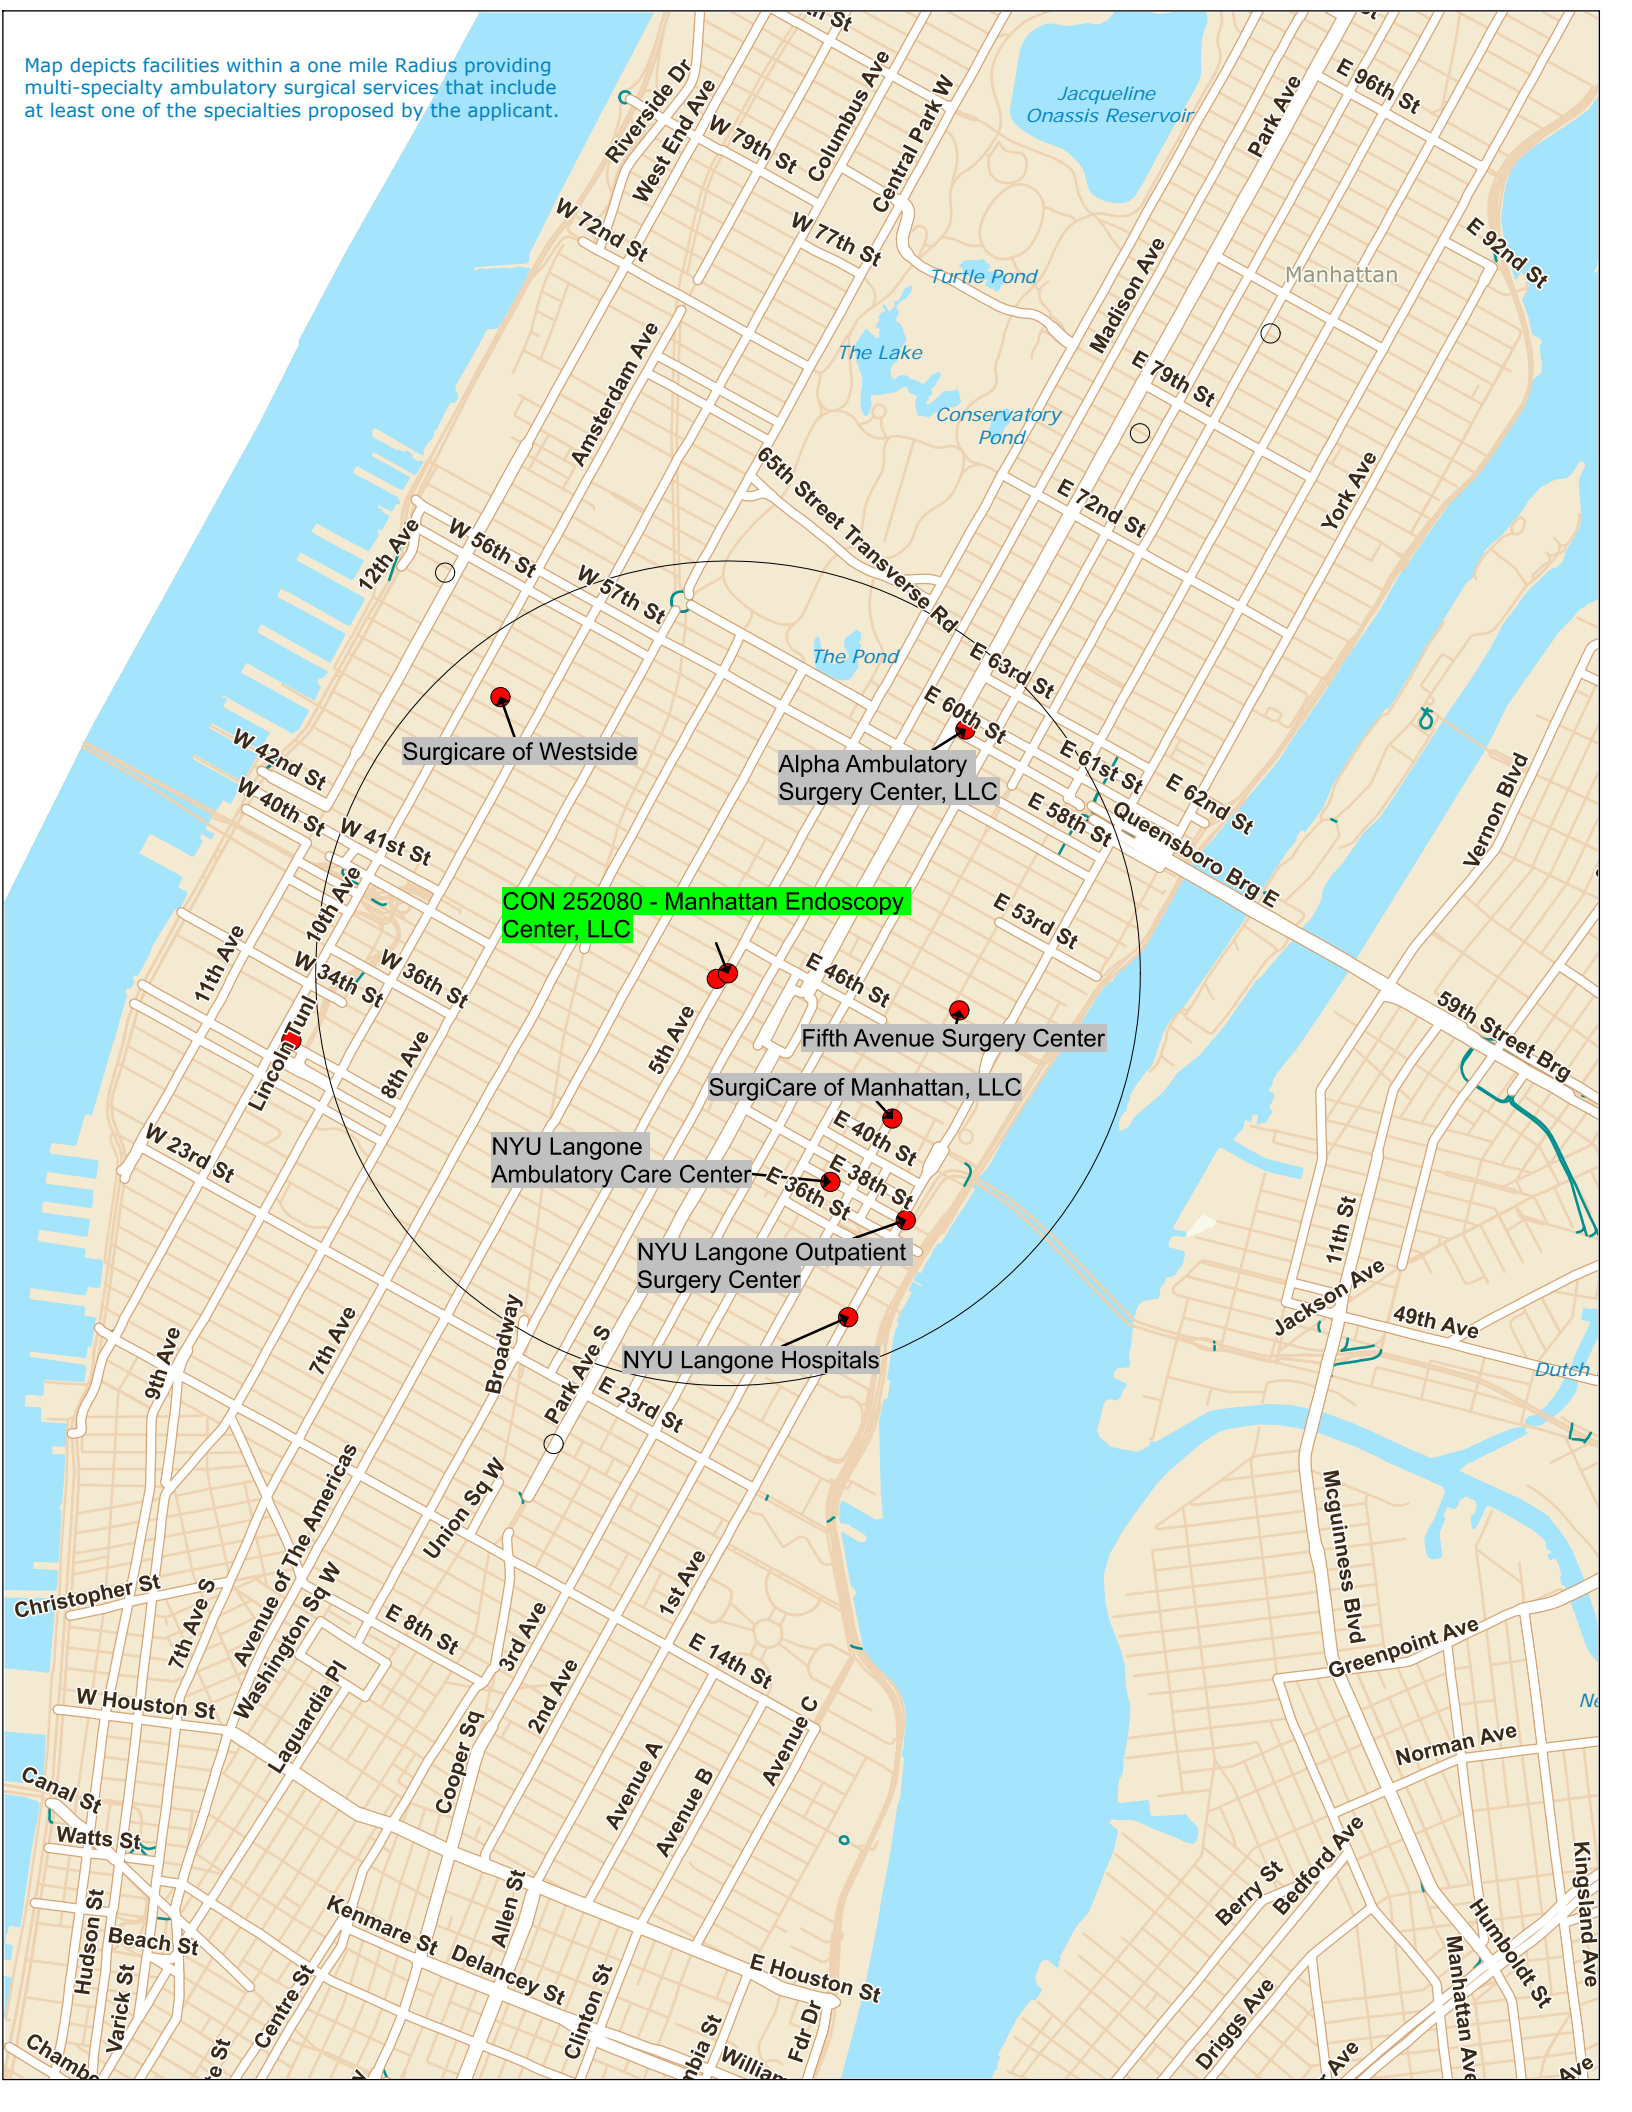 Map depicts facilities within a one mile Radius providing
multi-specialty ambulatory surgical services that include
at least one of the specialties proposed by the applicant.
Riverside Dr
West End Ave
W 79th St
Columbus Ave
Central Park W
Jacqueline
Onassis Reservoir
Park Ave
E 96th St
W 72nd St
W 77th St
Turtle Pond
Madison Ave
Manhattan
E 92nd St
Amsterdam Ave
The Lake
E 79th St
Conservatory
Pond
65th Street Transverse Rd
E 72nd St
York Ave
12th Ave
W 56th St
W 57th St
The Pond
E 63rd St
E 60th St
Surgicare of Westside
W 42nd St
Alpha Ambulatory
Surgery Center, LLC
E 61st St
E 62nd St
W 40th St
W 41st St
E 58th St
Queensboro Brg E
Vernon Blvd
CON 252080 - Manhattan Endoscopy
Center, LLC
10th Ave
11th Ave
E 53rd St
W 34th St
W 36th St
E 46th St
59th Street Brg
Lincoln Tunl
8th Ave
5th Ave
Fifth Avenue Surgery Center
SurgiCare of Manhattan, LLC
E 40th St
W 23rd St
NYU Langone
Ambulatory Care Center
E 38th St
E 36th St
NYU Langone Outpatient
Surgery Center
11th St
Jackson Ave
49th Ave
7th Ave
9th Ave
Broadway
Park Ave S
NYU Langone Hospitals
Dutch
E 23rd St
Union Sq W
Avenue of The Americas
Mcguinness Blvd
Christopher St
7th Ave S
Washington Sq W
E 8th St
3rd Ave
1st Ave
Greenpoint Ave
W Houston St
Laguardia Pl
2nd Ave
E 14th St
Avenue C
Ne
Norman Ave
Canal St
Cooper Sq
Avenue A
Avenue B
Watts St
Bedford Ave
Berry St
Kingsland Ave
Hudson St
Beach St
Kenmare St
Allen St
Delancey St
E Houston St
Humboldt St
Manhattan Ave
Varick St
Centre St
Clinton St
Fdr Dr
Driggs Ave
Chambe
te St
mbia St
William
r Ave
Ave